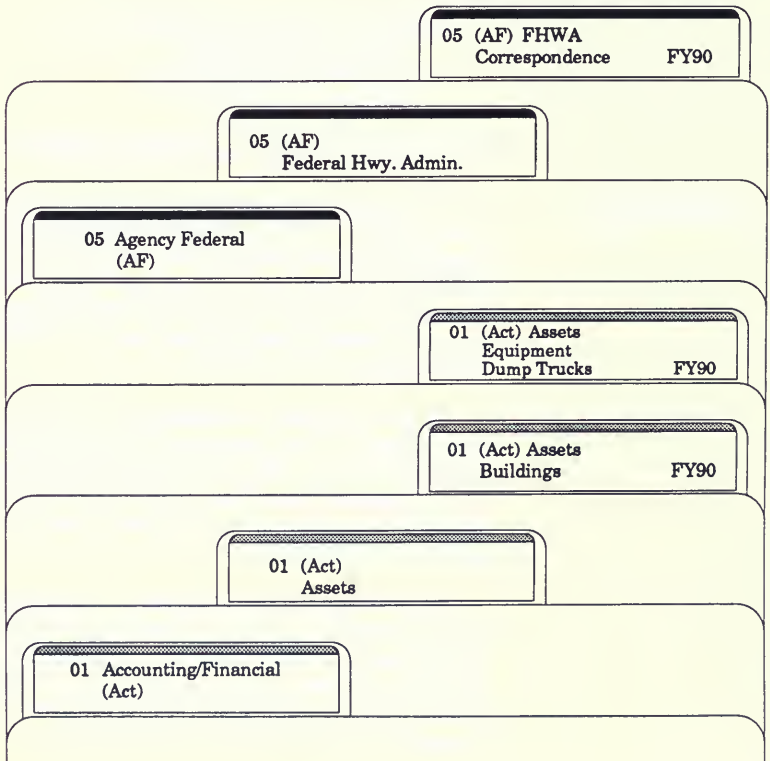 05 (AF) FHWA
Correspondence FY90
05 (AF)
Federal Hwy. Admin.
05 Agency Federal
(AF)
01 (Act) Assets
Equipment
Dump Trucks FY90
01 (Act) Assets
Buildings FY90
01 (Act)
Assets
01 Accounting/Financial
(Act)